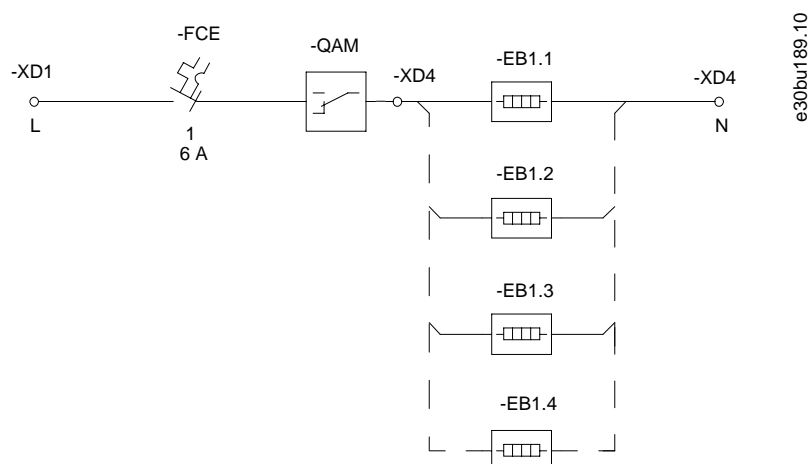 -FCE
-QAM
-XD1
-XD4
-EB1.1
-XD4
L
1
6 A
N
-EB1.2
-EB1.3
-EB1.4
e30bu189.10